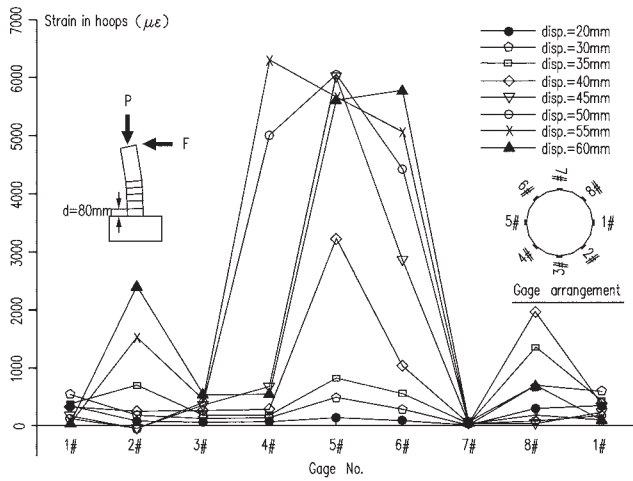 Strain in hoops (με)
7000
6000
5000
4000
3000
2000
1000
0
P
F
d=80mm
disp.=20mm
disp.=30mm
disp.=35mm
disp.=40mm
disp.=45mm
disp.=50mm
disp.=55mm
disp.=60mm
7#
6#
8#
5#
1#
4#
2#
3#
Gage arrangement
1# 2# 3# 4# 5# 6# 7# 8# 1#
Gage No.